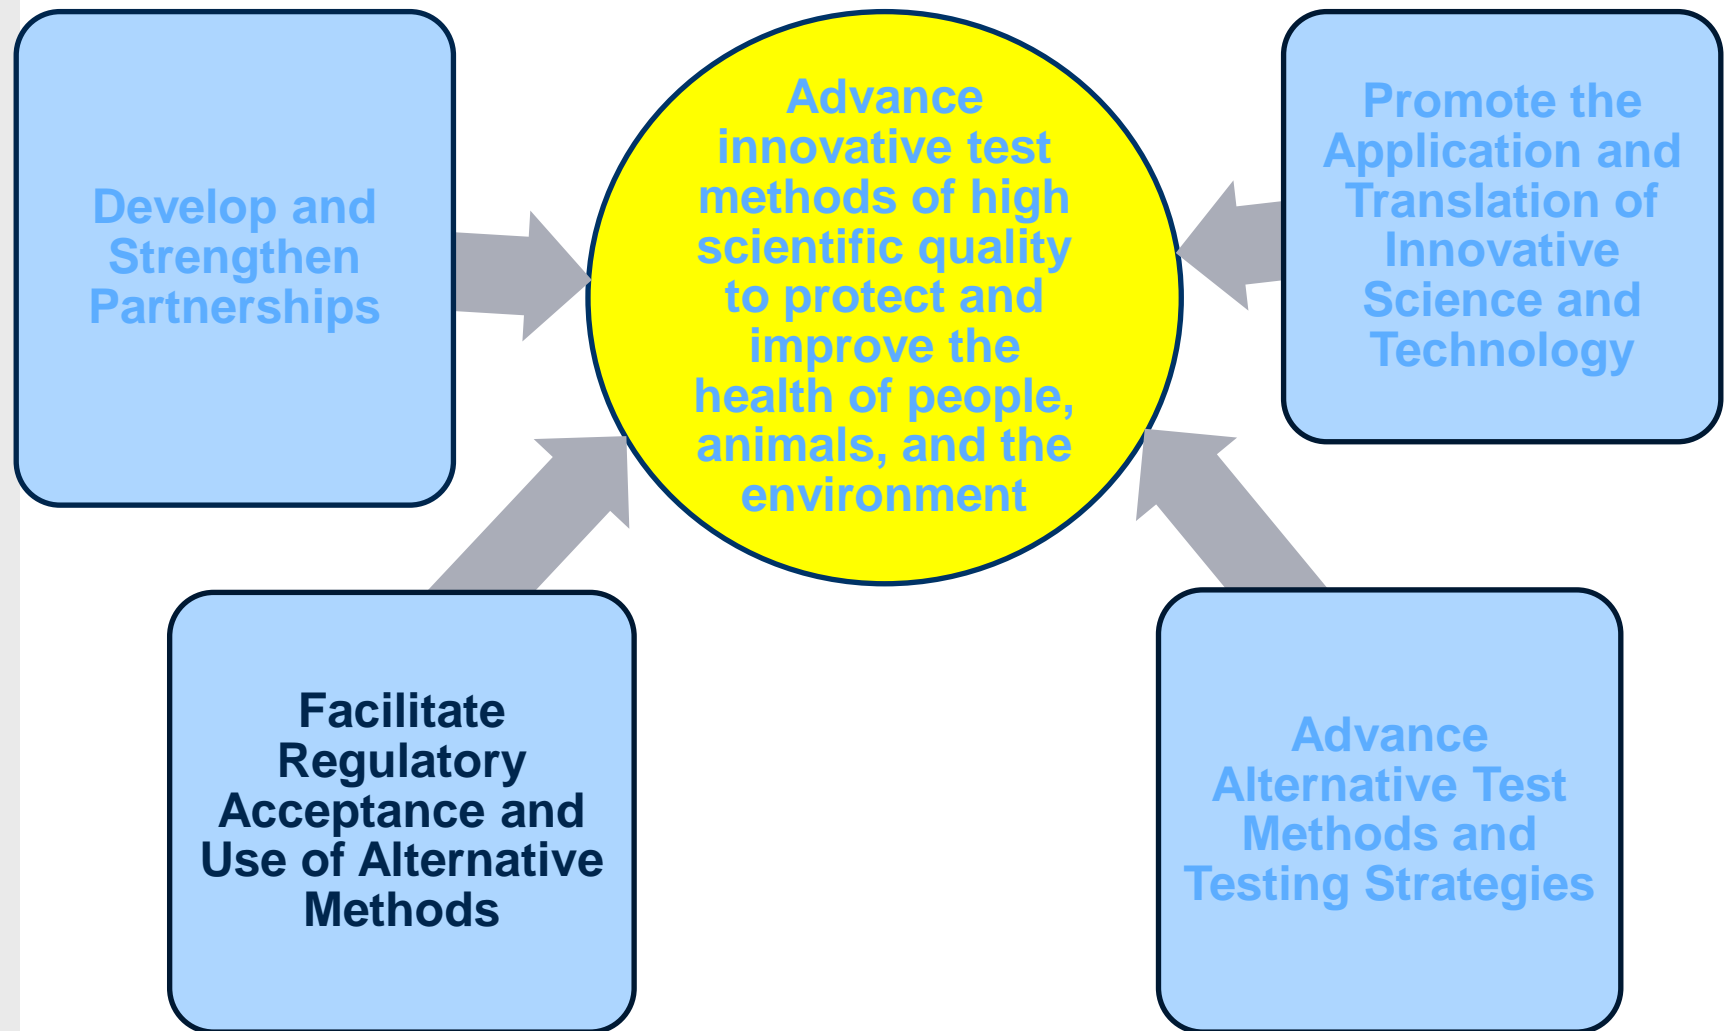 Develop and
Strengthen
Partnerships
Advance
innovative test
methods of high
scientific quality
to protect and
improve the
health of people,
animals, and the
environment
Promote the
Application and
Translation of
Innovative
Science and
Technology
Facilitate
Regulatory
Acceptance and
Use of Alternative
Methods
Advance
Alternative Test
Methods and
Testing Strategies